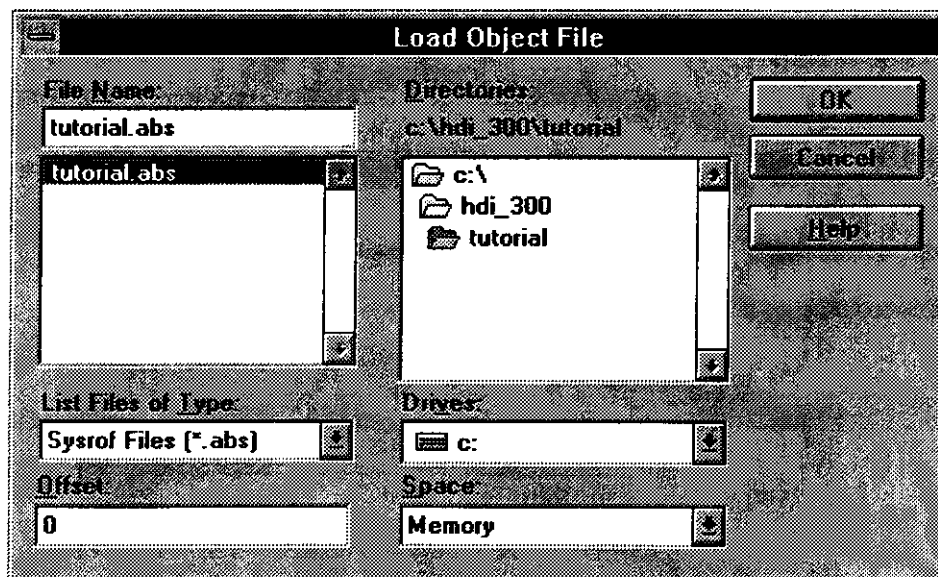 Load Object File
File Name:
tutorial.abs
tutorial.abs
Directories:
c:\hdi_300\tutorial
c:\
hdi_300
tutorial
OK
Cancel
Help
List Files of Type:
Sysrof Files (*.abs)
Drives:
c:
Offset:
0
Space:
Memory